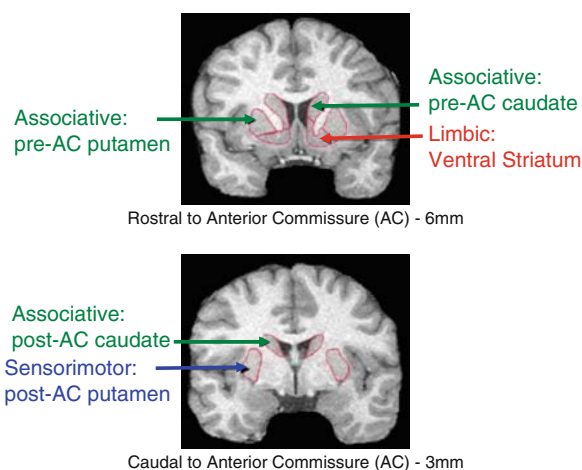 Associative:
pre-AC putamen
Associative:
pre-AC caudate
Limbic:
Ventral Striatum
Rostral to Anterior Commissure (AC) - 6mm
Associative:
post-AC caudate
Sensorimotor:
post-AC putamen
Caudal to Anterior Commissure (AC) - 3mm